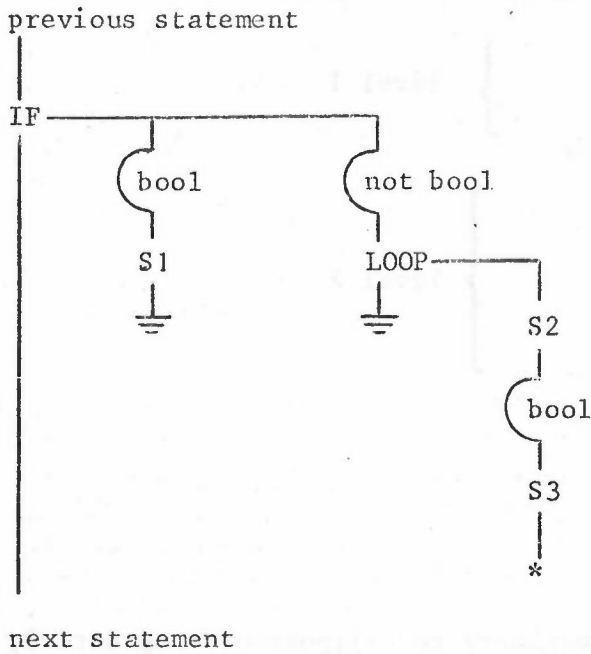 previous statement
IF
bool
not bool
S1
LOOP
S2
bool
S3
*
next statement